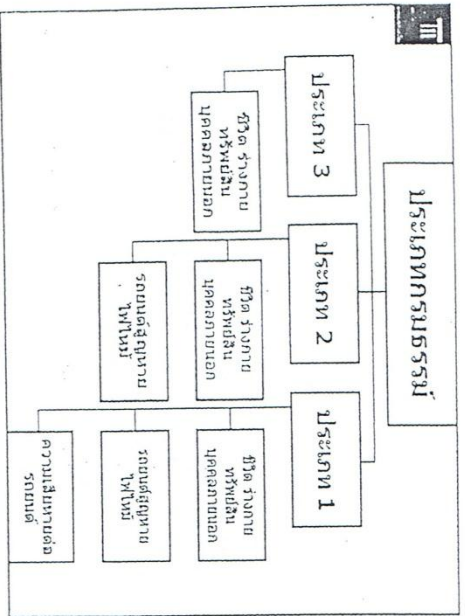 ประเภทกรมธรรม์
ประเภท 3
ชีวิต ร่างกาย
ทรัพย์สิน
บุคคลภายนอก
ประเภท 2
ชีวิต ร่างกาย
ทรัพย์สิน
บุคคลภายนอก
รถยนต์สูญหาย
ไฟไหม้
ประเภท 1
ชีวิต ร่างกาย
ทรัพย์สิน
บุคคลภายนอก
รถยนต์สูญหาย
ไฟไหม้
ความเสียหายต่อ
รถยนต์